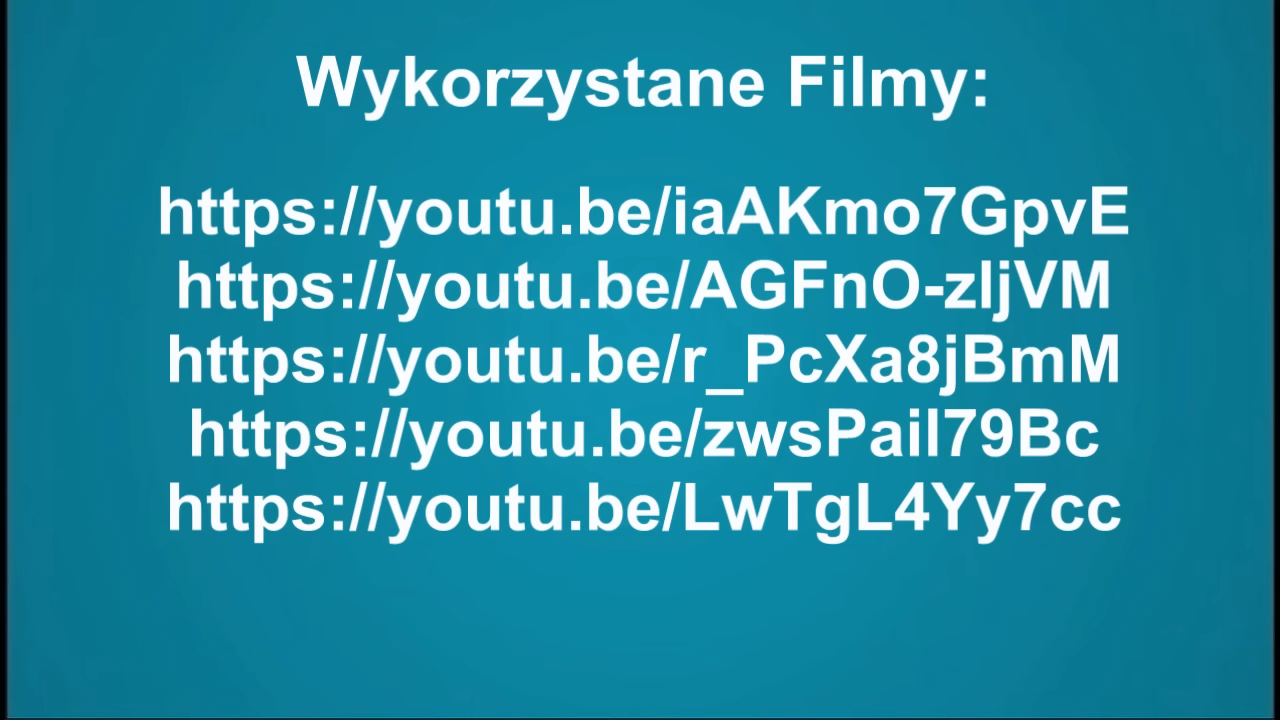 Wykorzystane Filmy:
https://youtu.be/iaAKmo7GpvE
https://youtu.be/AGFnO-zljVM
https://youtu.be/r_PcXa8jBmM
https://youtu.be/zwsPail79Bc
https://youtu.be/LwTgL4Yy7cc